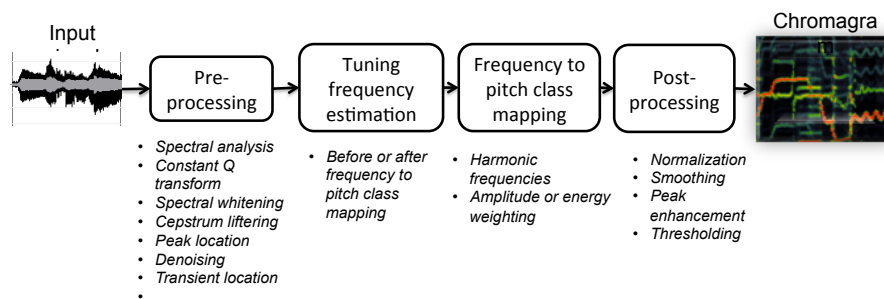 Input
Pre-
processing
Tuning
frequency
estimation
Frequency to
pitch class
mapping
Post-
processing
Chromagra
m
• Spectral analysis
• Constant Q
transform
• Spectral whitening
• Cepstrum liftering
• Peak location
• Denoising
• Transient location
•
• Before or after
frequency to
pitch class
mapping
• Harmonic
frequencies
• Amplitude or energy
weighting
• Normalization
• Smoothing
• Peak
enhancement
• Thresholding